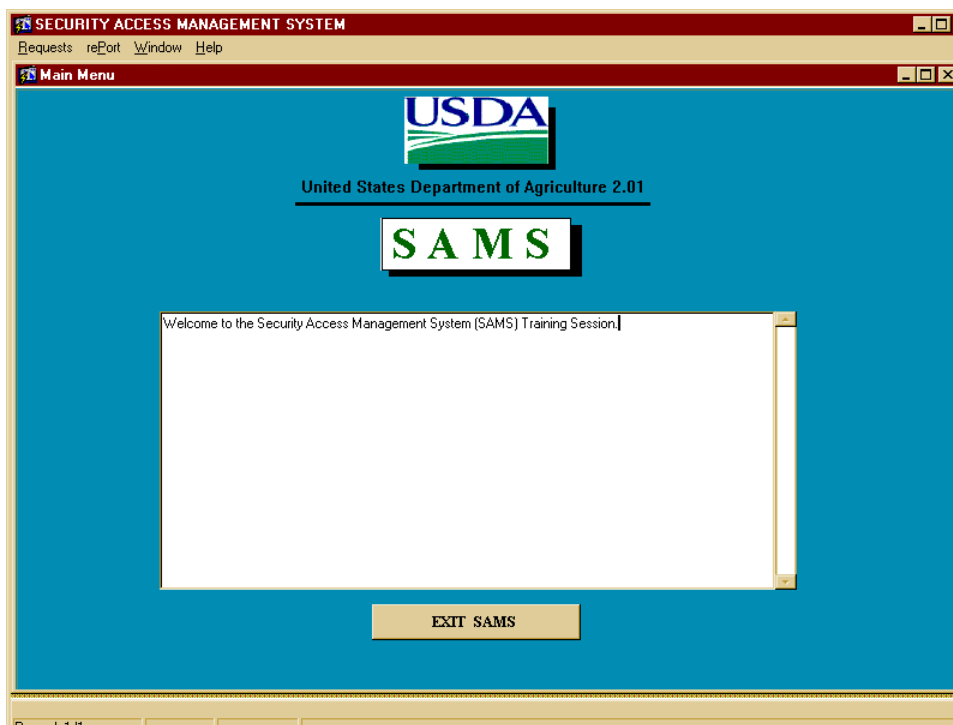 SECURITY ACCESS MANAGEMENT SYSTEM
Requests rePort Window Help
Main Menu
USDA
United States Department of Agriculture 2.01
SAMS
Welcome to the Security Access Management System (SAMS) Training Session.
EXIT SAMS